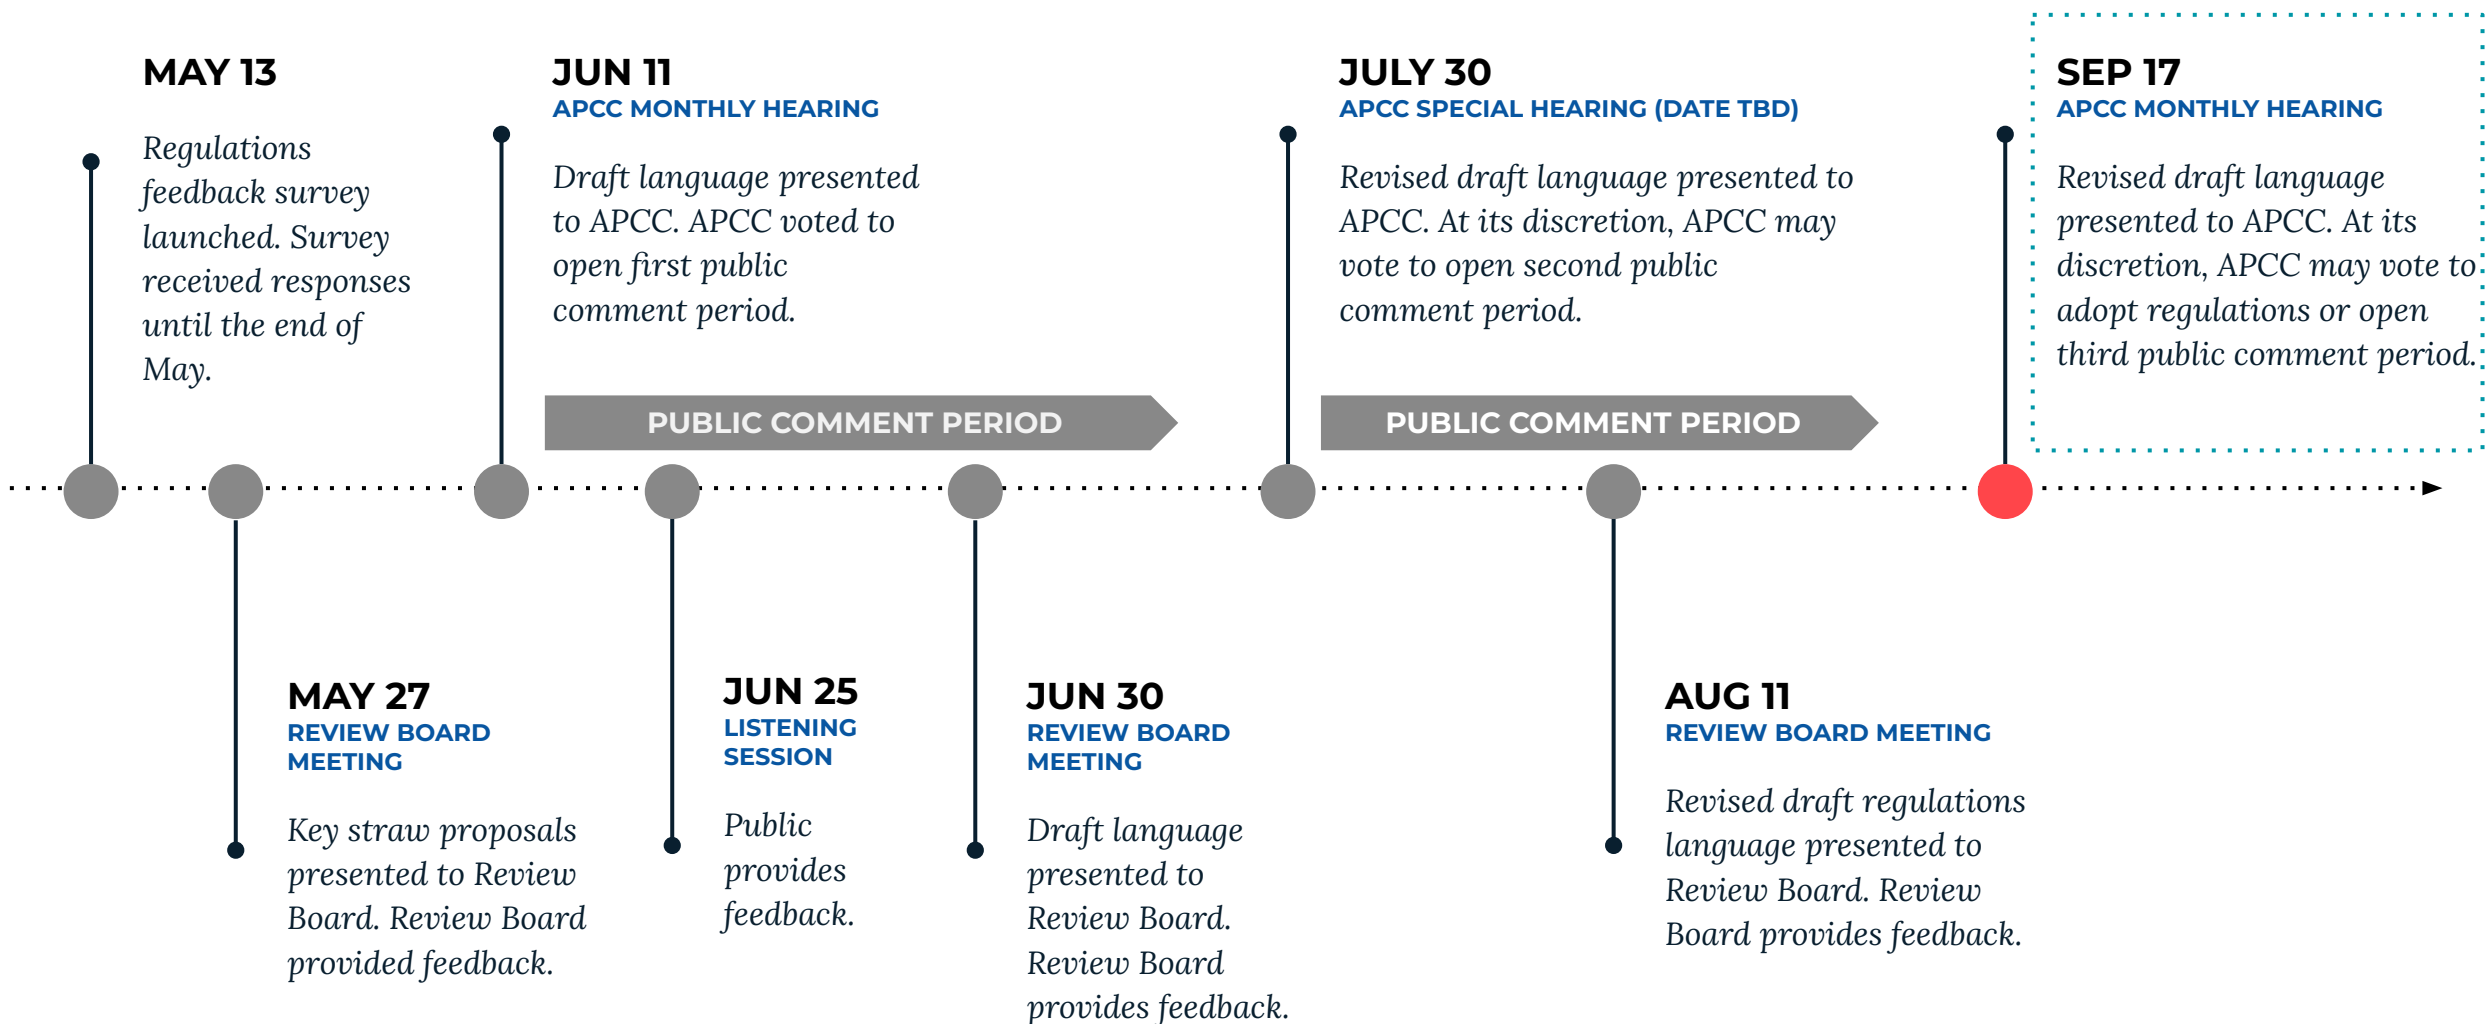 MAY 13
Regulations
feedback survey
launched. Survey
received responses
until the end of
May.
JUN 11
APCC MONTHLY HEARING
Draft language presented
to APCC. APCC voted to
open first public
comment period.
JULY 30
APCC SPECIAL HEARING (DATE TBD)
Revised draft language presented to
APCC. At its discretion, APCC may
vote to open second public
comment period.
SEP 17
APCC MONTHLY HEARING
Revised draft language
presented to APCC. At its
discretion, APCC may vote to
adopt regulations or open
third public comment period.
PUBLIC COMMENT PERIOD
PUBLIC COMMENT PERIOD
MAY 27
REVIEW BOARD
MEETING
Key straw proposals
presented to Review
Board. Review Board
provided feedback.
JUN 25
LISTENING
SESSION
Public
provides
feedback.
JUN 30
REVIEW BOARD
MEETING
Draft language
presented to
Review Board.
Review Board
provides feedback.
AUG 11
REVIEW BOARD MEETING
Revised draft regulations
language presented to
Review Board. Review
Board provides feedback.